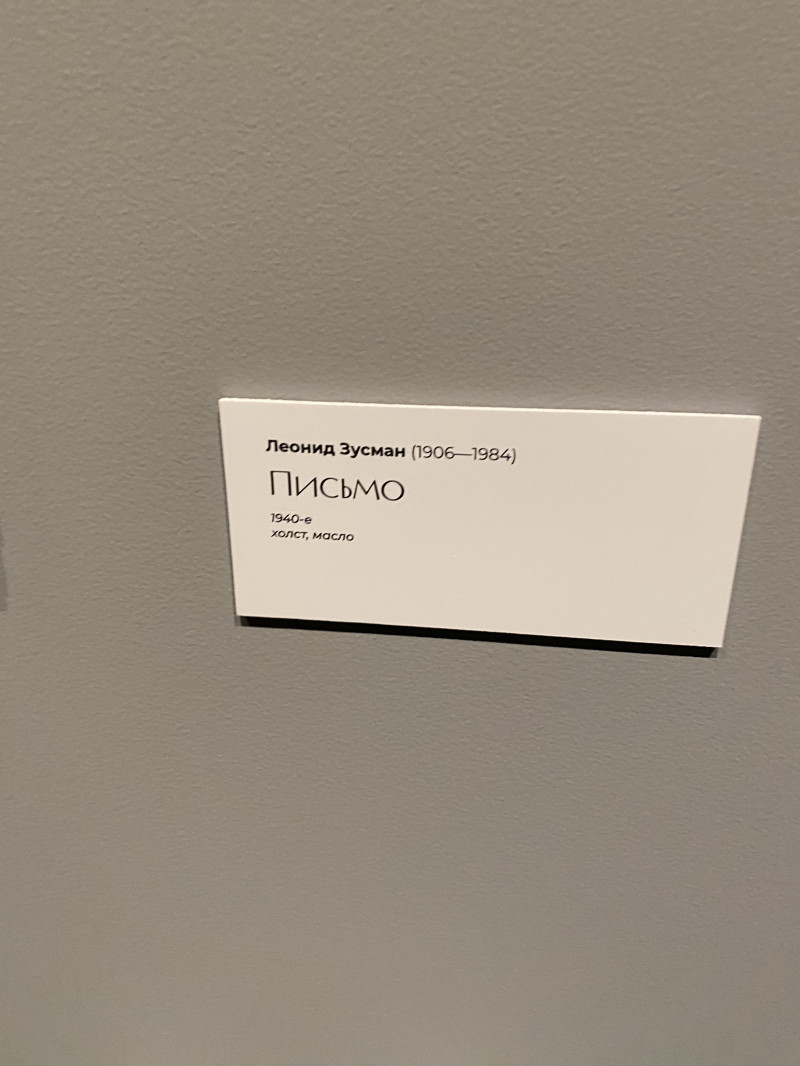 Леонид Зусман (1906—1984)
Письмо
1940-е
холст, масло